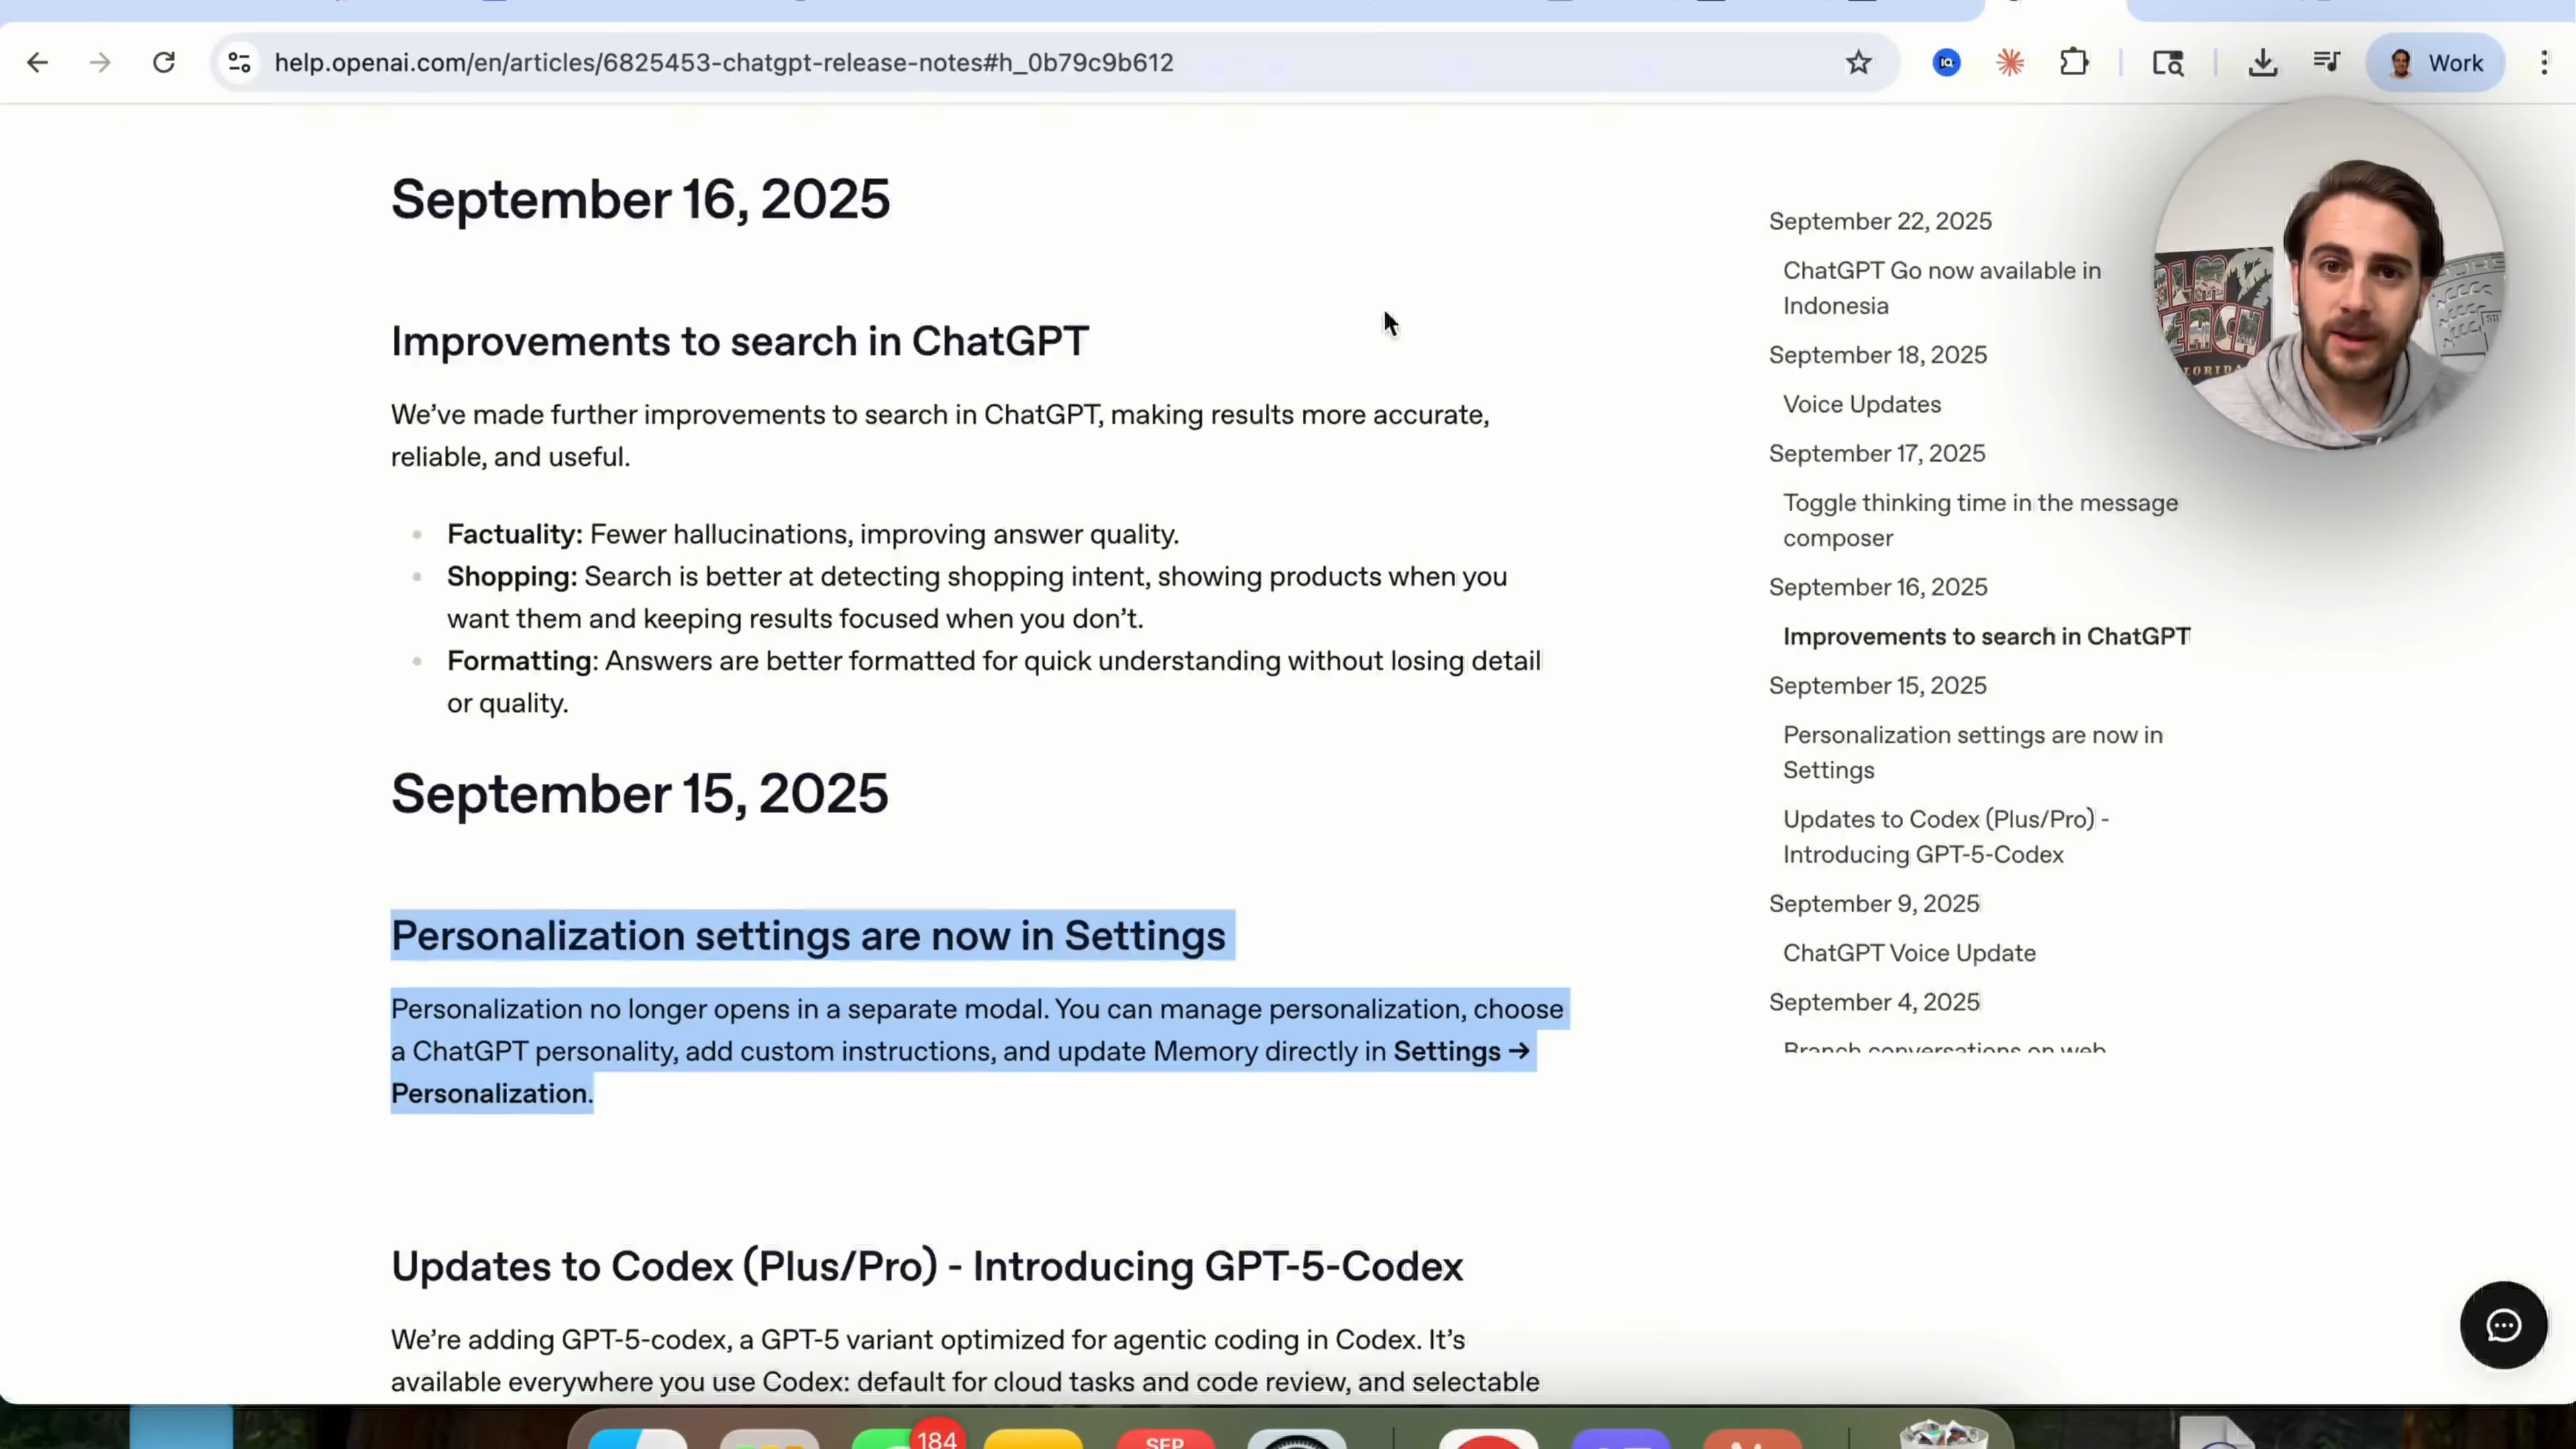 help.openai.com/en/articles/6825453-chatgpt-release-notes#h_0b79c9b612
Work
September 16, 2025
Improvements to search in ChatGPT
We’ve made further improvements to search in ChatGPT, making results more accurate,
reliable, and useful.
Factuality: Fewer hallucinations, improving answer quality.
Shopping: Search is better at detecting shopping intent, showing products when you
want them and keeping results focused when you don’t.
Formatting: Answers are better formatted for quick understanding without losing detail
or quality.
September 15, 2025
Personalization settings are now in Settings
Personalization no longer opens in a separate modal. You can manage personalization, choose
a ChatGPT personality, add custom instructions, and update Memory directly in Settings →
Personalization.
Updates to Codex (Plus/Pro) - Introducing GPT-5-Codex
We’re adding GPT-5-codex, a GPT-5 variant optimized for agentic coding in Codex. It’s
available everywhere you use Codex: default for cloud tasks and code review, and selectable
September 22, 2025
ChatGPT Go now available in
Indonesia
September 18, 2025
Voice Updates
September 17, 2025
Toggle thinking time in the message
composer
September 16, 2025
Improvements to search in ChatGPT
September 15, 2025
Personalization settings are now in
Settings
Updates to Codex (Plus/Pro) -
Introducing GPT-5-Codex
September 9, 2025
ChatGPT Voice Update
September 4, 2025
Branch conversations on web
184
SEP